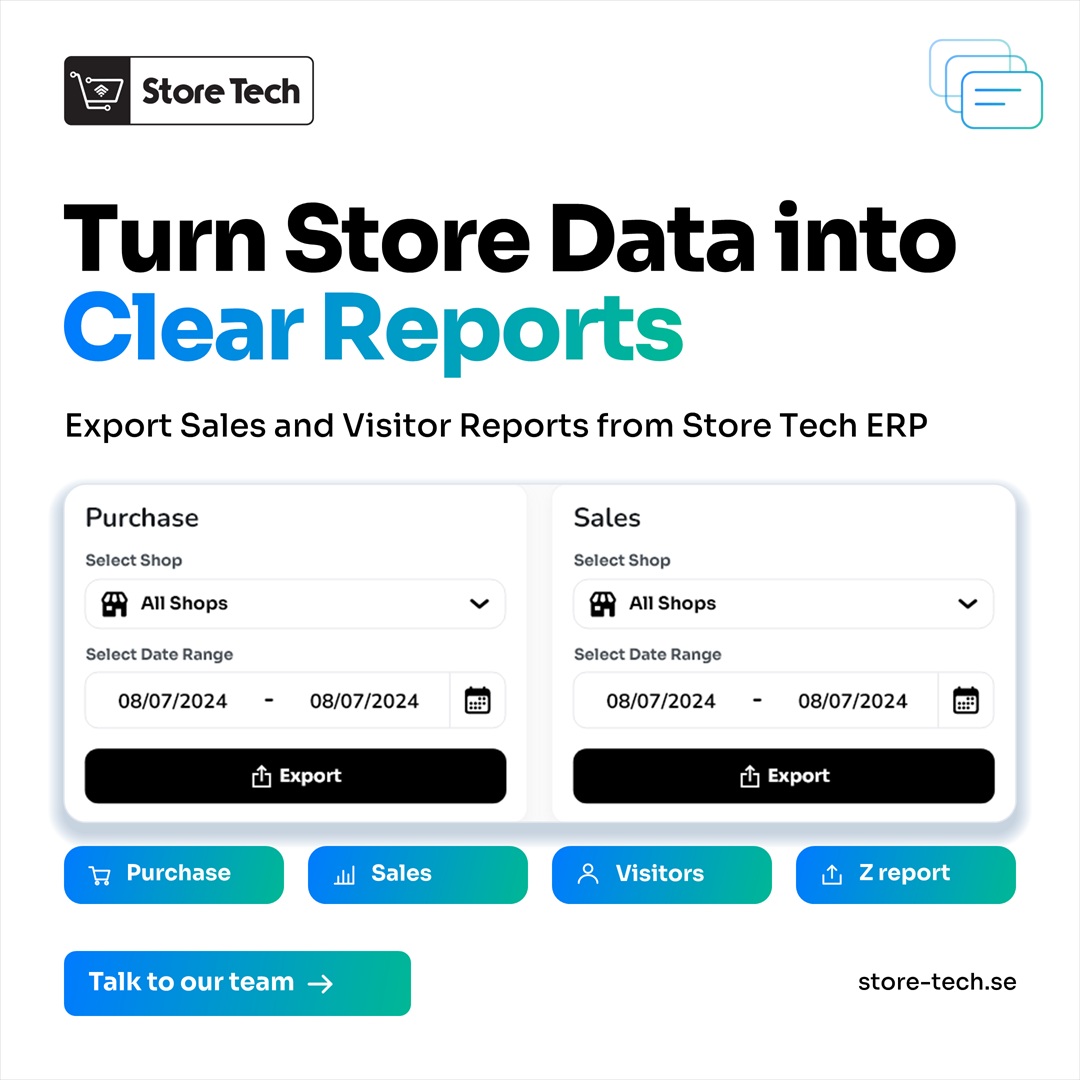 Store Tech
Turn Store Data into
Clear Reports
Export Sales and Visitor Reports from Store Tech ERP
Purchase
Select Shop
All Shops
Select Date Range
08/07/2024 - 08/07/2024
Export
Sales
Select Shop
All Shops
Select Date Range
08/07/2024 - 08/07/2024
Export
Purchase
Sales
Visitors
Z report
Talk to our team →
store-tech.se